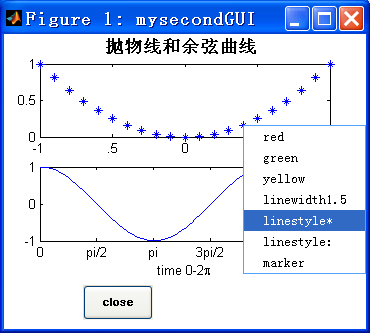 Figure 1: mysecondGUI
抛物线和余弦曲线
1
0.5
0
-1
.5
0
red
green
yellow
linewidth1.5
linestyle*
linestyle:
marker
1
0
-1
0
pi/2
pi
3pi/2
time 0-2π
close